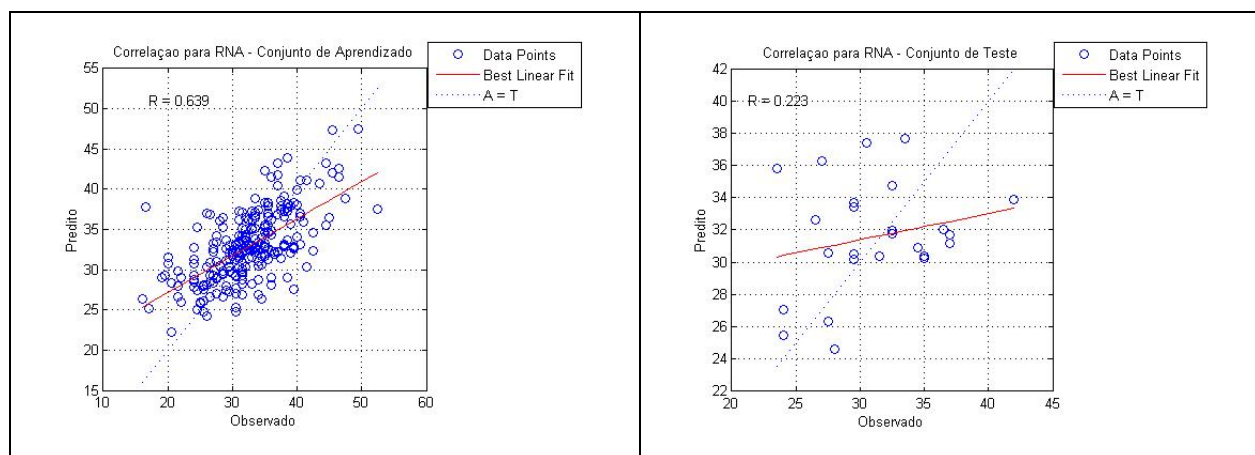 Correlaçao para RNA - Conjunto de Aprendizado
Data Points
Best Linear Fit
A = T
R = 0.639
55
50
45
40
35
30
25
20
15
Predito
10 20 30 40 50 60
Observado
Correlaçao para RNA - Conjunto de Teste
Data Points
Best Linear Fit
A = T
R = 0.223
42
40
38
36
34
32
30
28
26
24
22
Predito
20 25 30 35 40 45
Observado